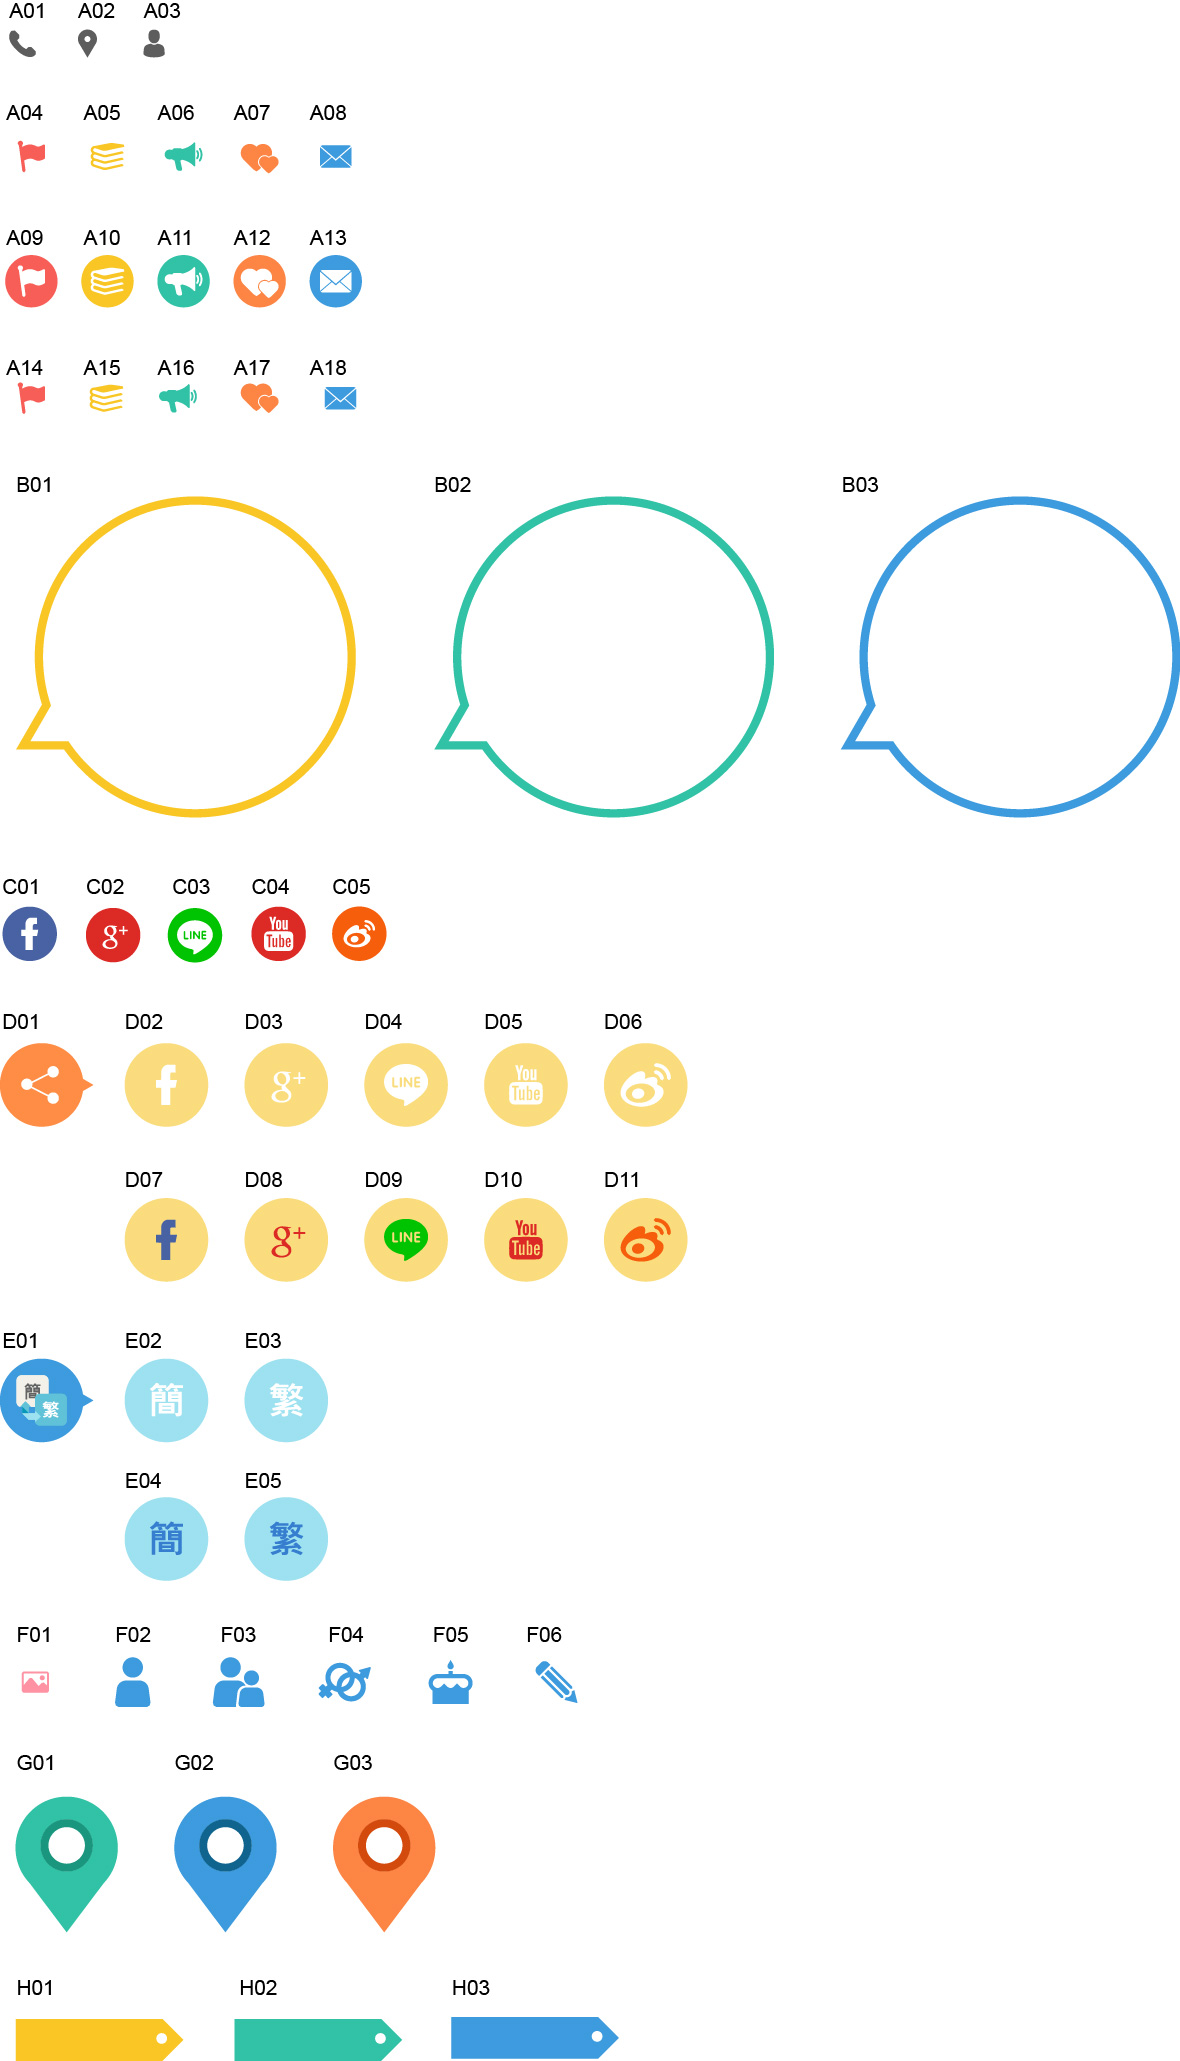 A01 A02 A03
A04 A05 A06 A07 A08
A09 A10 A11 A12 A13
A14 A15 A16 A17 A18
B01 B02 B03
C01 C02 C03 C04 C05
f g+ LINE You
Tube
D01 D02 D03 D04 D05 D06
f g+ LINE You
Tube
D07 D08 D09 D10 D11
f g+ LINE You
Tube
E01 E02 E03
簡 簡 繁
繁
E04 E05
簡 繁
F01 F02 F03 F04 F05 F06
G01 G02 G03
H01 H02 H03